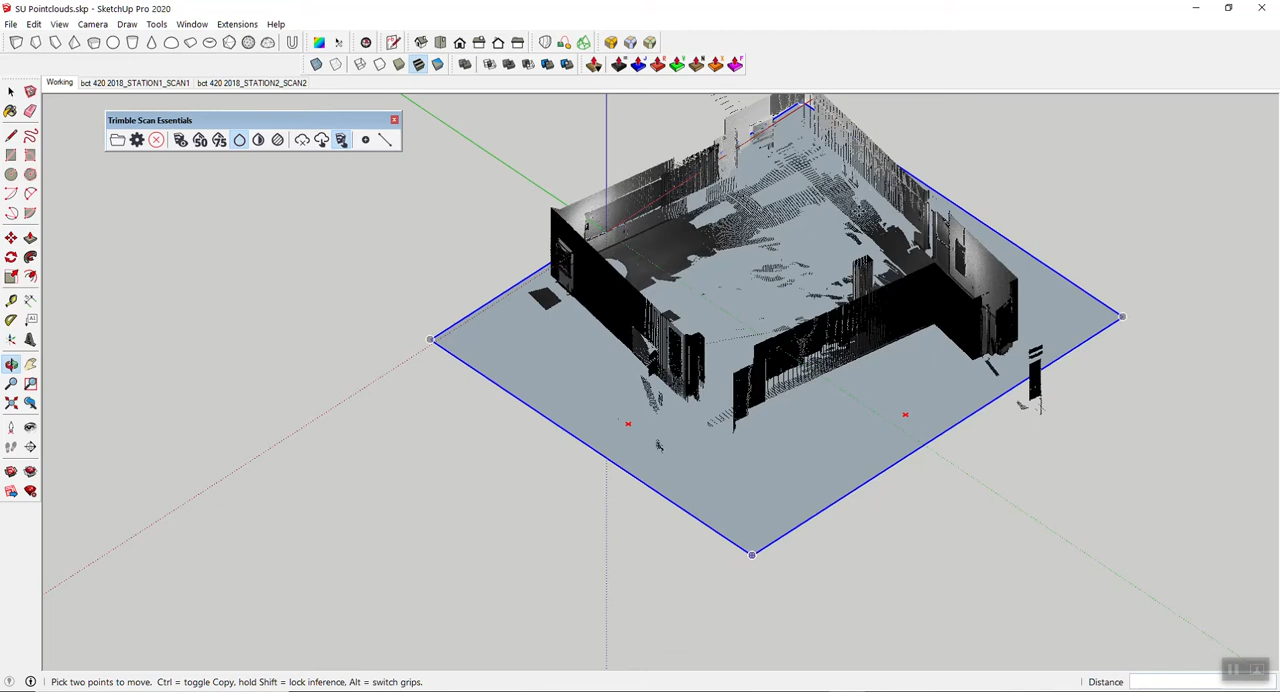 SU Pointclouds.skp - SketchUp Pro 2020
File Edit View Camera Draw Tools Window Extensions Help
Working bct 420 2018_STATION1_SCAN1 bct 420 2018_STATION2_SCAN2
Trimble Scan Essentials
50 75
Pick two points to move. Ctrl = toggle Copy, hold Shift = lock inference, Alt = switch grips.
Distance